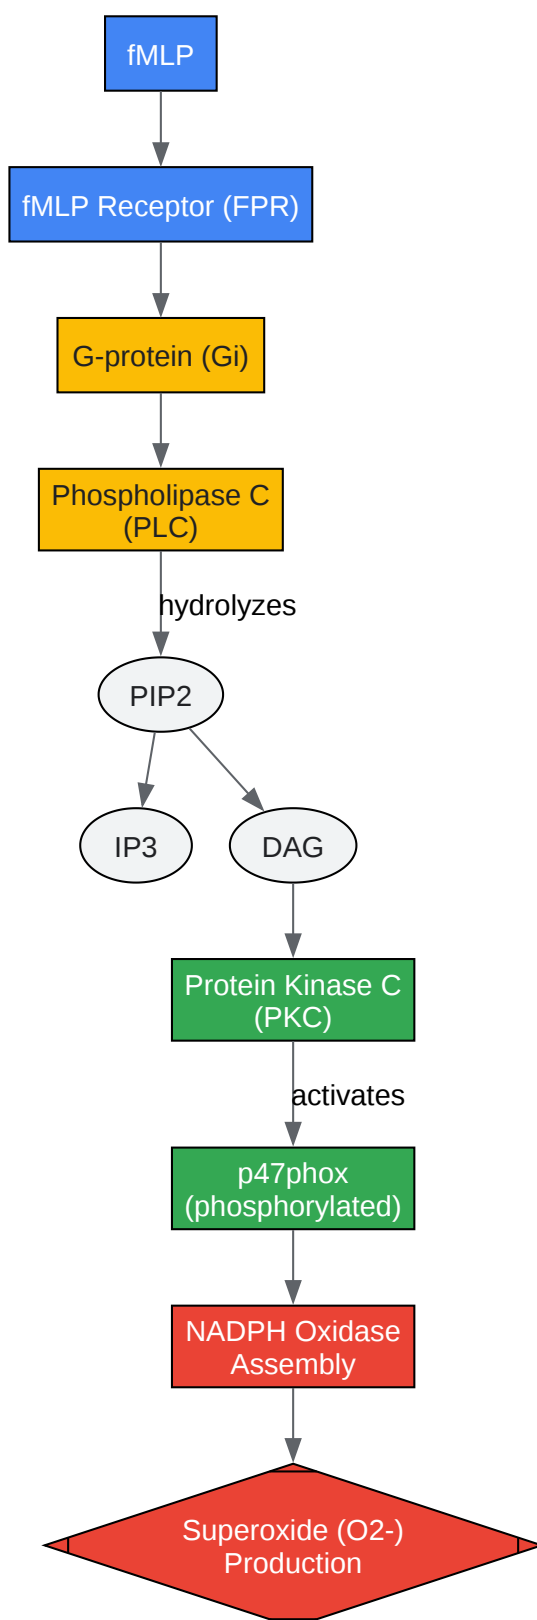 fMLP
fMLP Receptor (FPR)
G-protein (Gi)
Phospholipase C
(PLC)
hydrolyzes
PIP2
IP3
DAG
Protein Kinase C
(PKC)
activates
p47phox
(phosphorylated)
NADPH Oxidase
Assembly
Superoxide (O2-)
Production